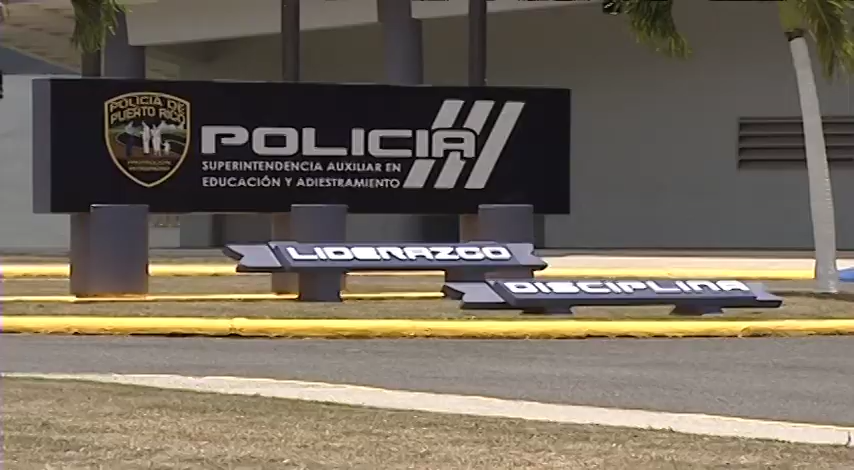 POLICIA DE
PUERTO RICO
POLICIA
SUPERINTENDENCIA AUXILIAR EN
EDUCACIÓN Y ADIESTRAMIENTO
LIDERAZGO
DISCIPLINA